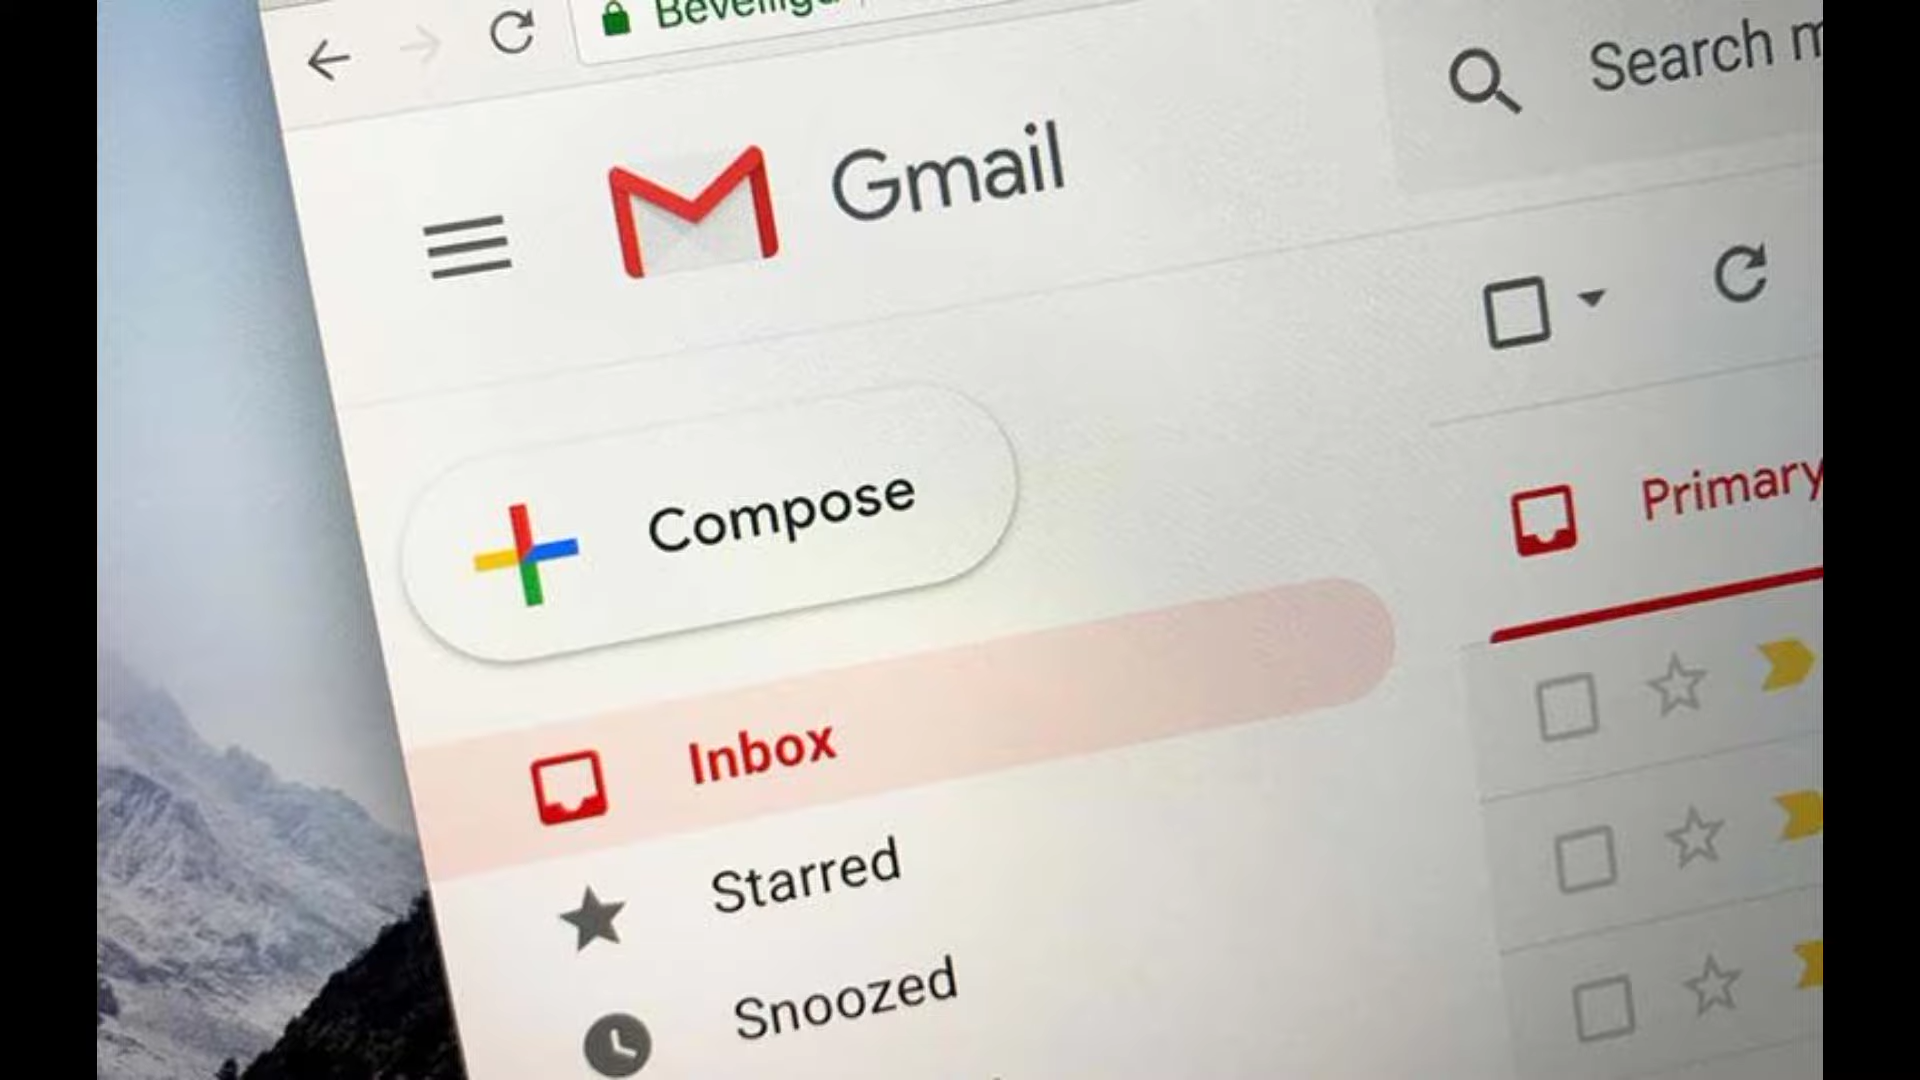 Search
Gmail
Compose
Primary
Inbox
Starred
Snoozed